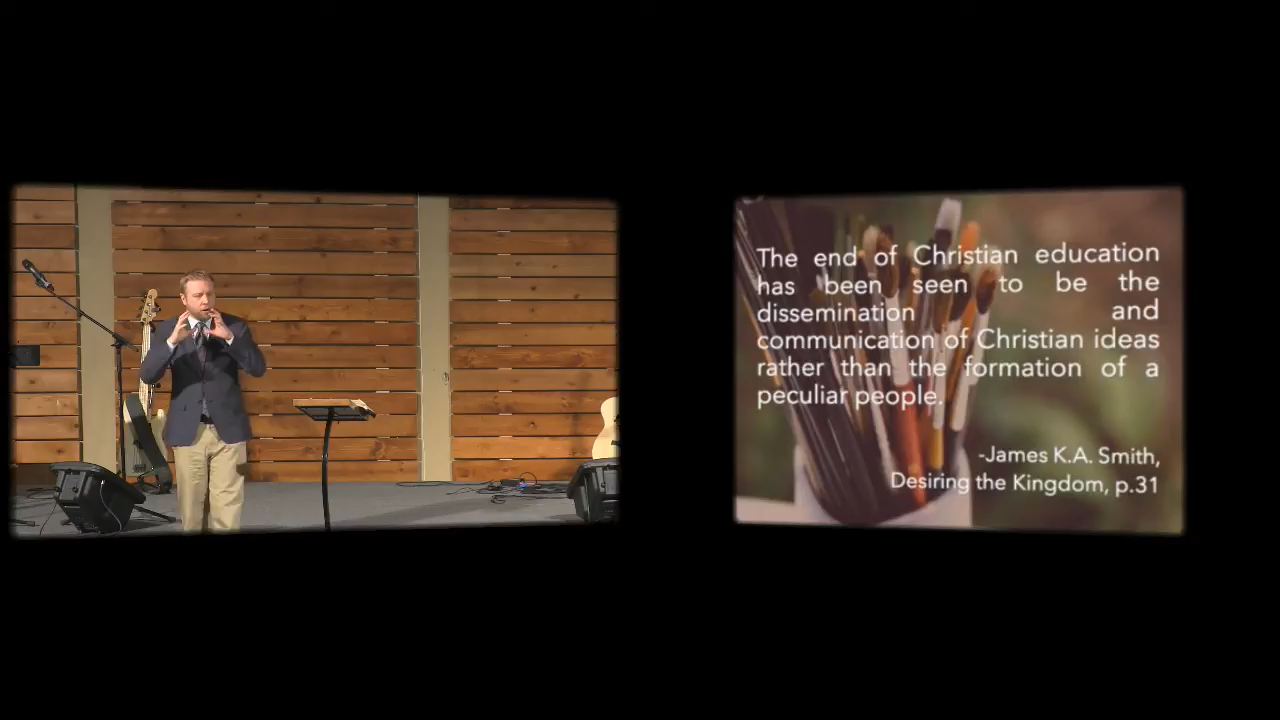 The end of Christian education
has been seen to be the
dissemination and
communication of Christian ideas
rather than the formation of a
peculiar people.
-James K.A. Smith,
Desiring the Kingdom, p.31